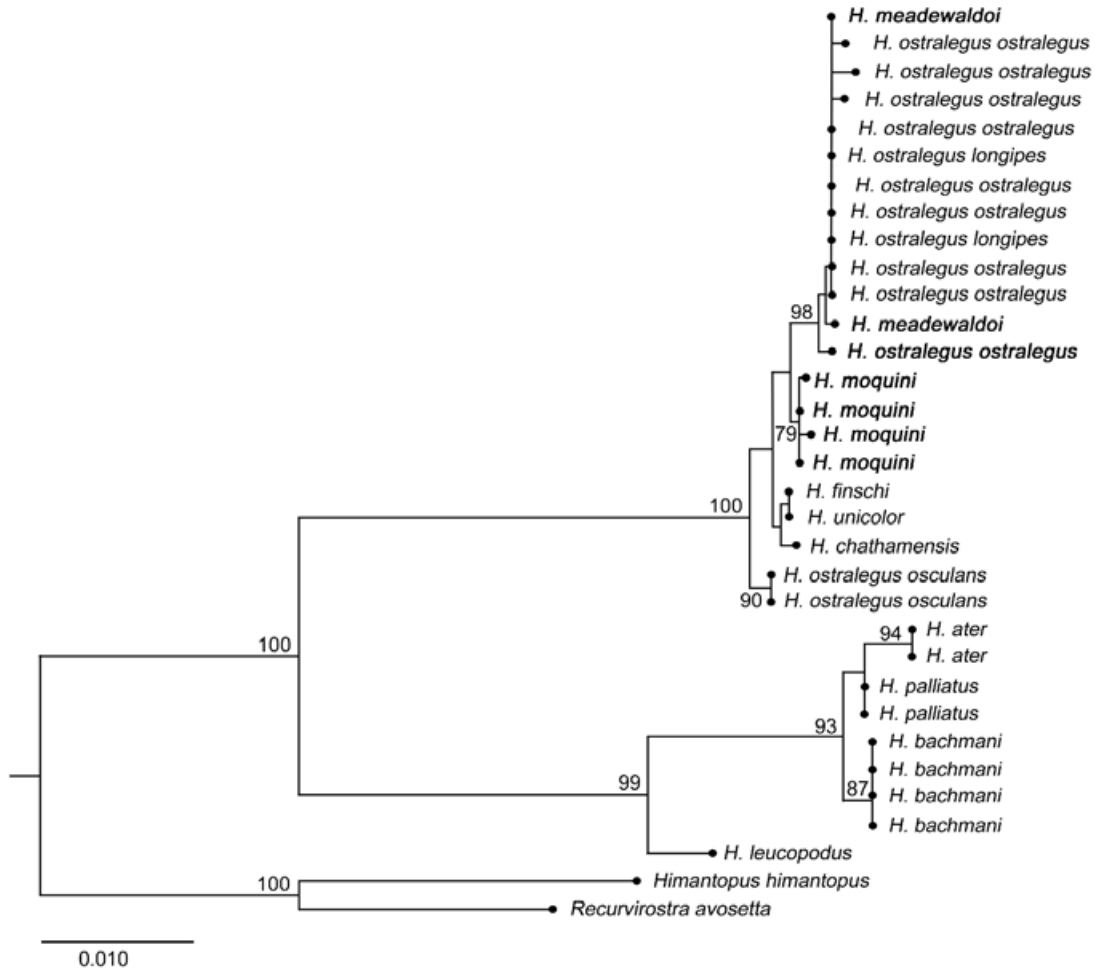 H. meadewaldoi
H. ostralegus ostralegus
H. ostralegus ostralegus
H. ostralegus ostralegus
H. ostralegus ostralegus
H. ostralegus longipes
H. ostralegus ostralegus
H. ostralegus ostralegus
H. ostralegus longipes
H. ostralegus ostralegus
H. ostralegus ostralegus
98
H. meadewaldoi
H. ostralegus ostralegus
H. moquini
H. moquini
79
H. moquini
H. moquini
H. finschi
100
H. unicolor
H. chathamensis
H. ostralegus osculans
90
H. ostralegus osculans
94
H. ater
100
H. ater
H. palliatus
H. palliatus
93
H. bachmani
H. bachmani
99
87
H. bachmani
H. bachmani
H. leucopodus
100
Himantopus himantopus
Recurvirostra avosetta
0.010